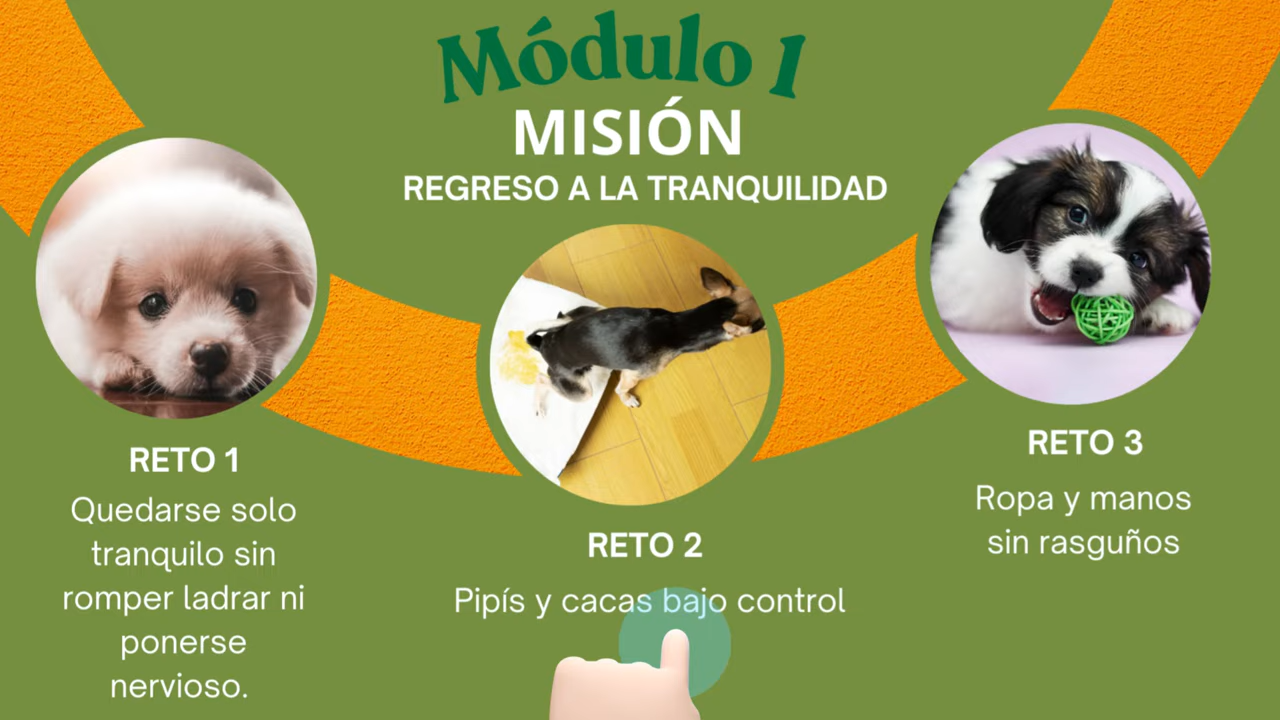 Módulo 1
MISIÓN
REGRESO A LA TRANQUILIDAD
RETO 1
Quedarse solo
tranquilo sin
romper ladrar ni
ponerse
nervioso.
RETO 2
Pipís y cacas bajo control
RETO 3
Ropa y manos
sin rasguños